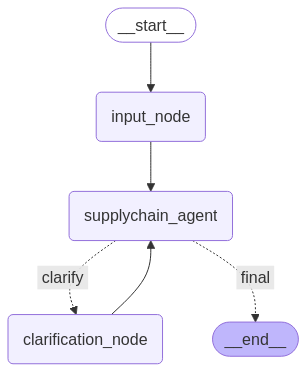 __start__
input_node
supplychain_agent
clarify
final
clarification_node
__end__